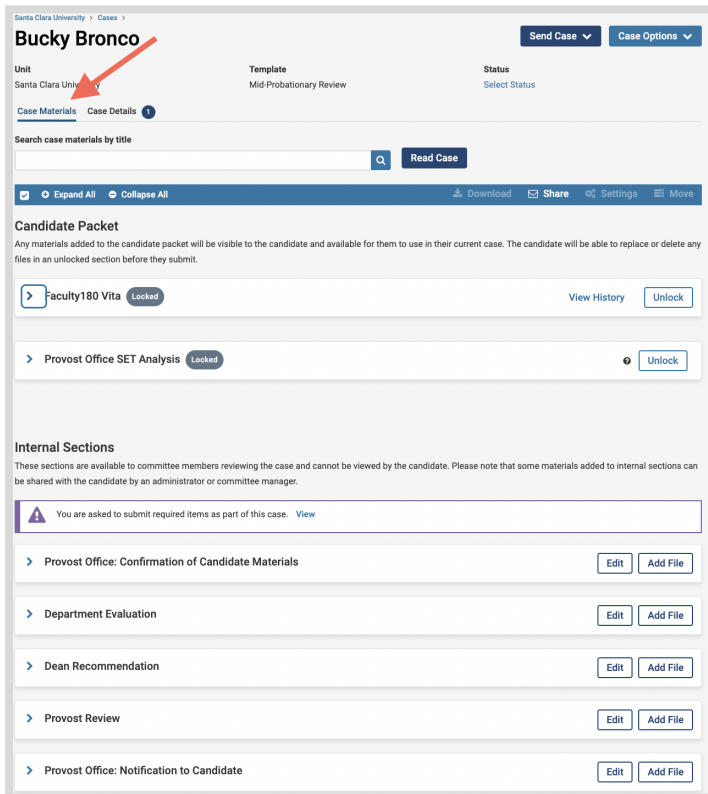 Santa Clara University > Cases >
Bucky Bronco
Send Case
Case Options
Unit
Template
Status
Santa Clara University
Mid-Probationary Review
Select Status
Case Materials Case Details 1
Search case materials by title
Read Case
Expand All Collapse All Download Share Settings Move
Candidate Packet
Any materials added to the candidate packet will be visible to the candidate and available for them to use in their current case. The candidate will be able to replace or delete any
files in an unlocked section before they submit.
Faculty180 Vita Locked View History Unlock
Provost Office SET Analysis Locked ? Unlock
Internal Sections
These sections are available to committee members reviewing the case and cannot be viewed by the candidate. Please note that some materials added to internal sections can
be shared with the candidate by an administrator or committee manager.
You are asked to submit required items as part of this case. View
Provost Office: Confirmation of Candidate Materials Edit Add File
Department Evaluation Edit Add File
Dean Recommendation Edit Add File
Provost Review Edit Add File
Provost Office: Notification to Candidate Edit Add File